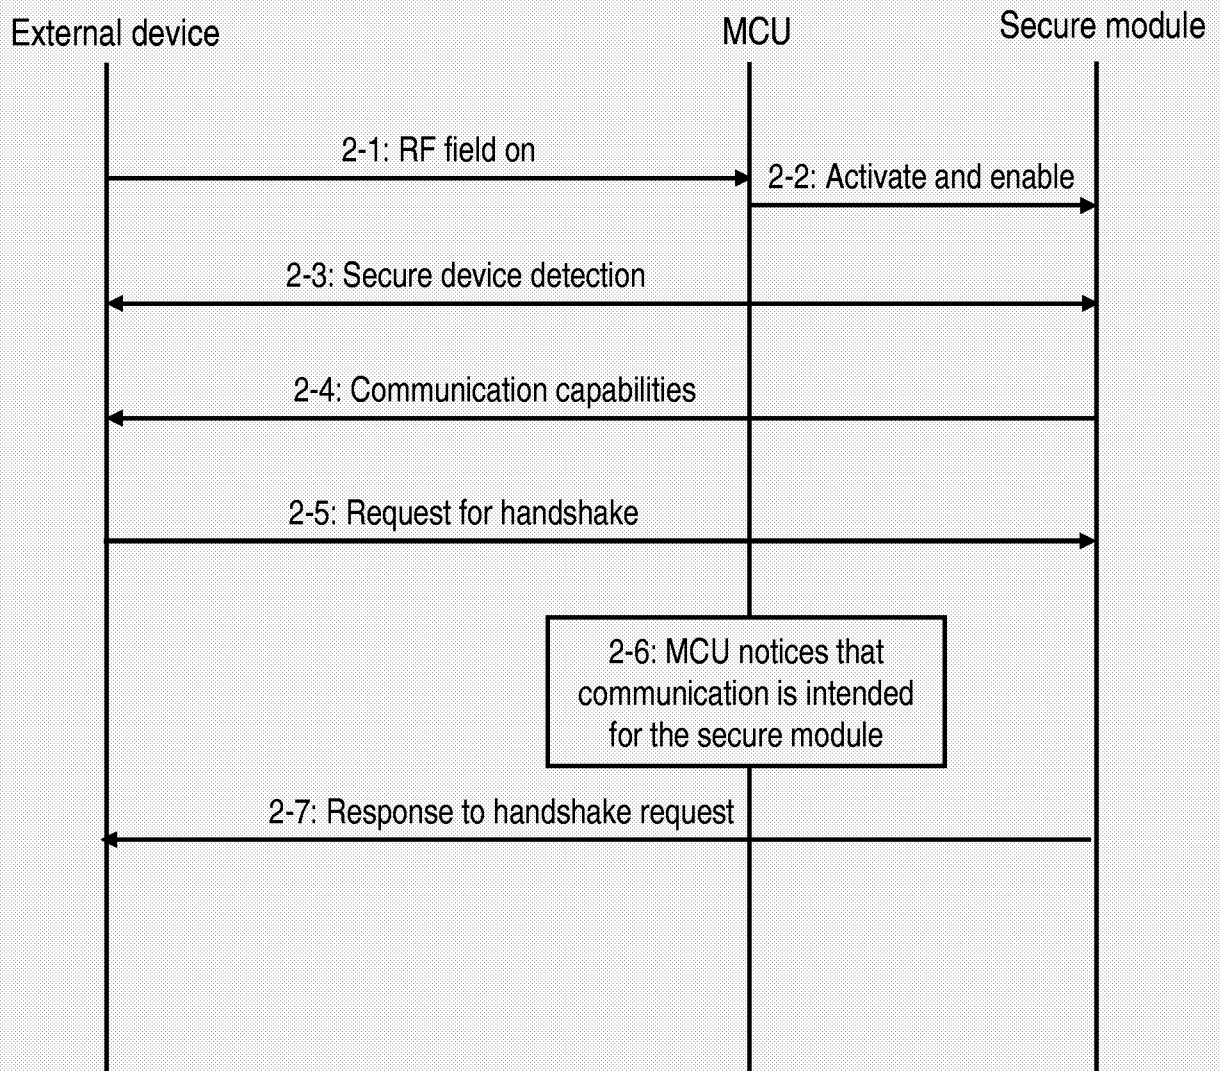 External device
MCU
Secure module
2-1: RF field on
2-2: Activate and enable
2-3: Secure device detection
2-4: Communication capabilities
2-5: Request for handshake
2-6: MCU notices that
communication is intended
for the secure module
2-7: Response to handshake request